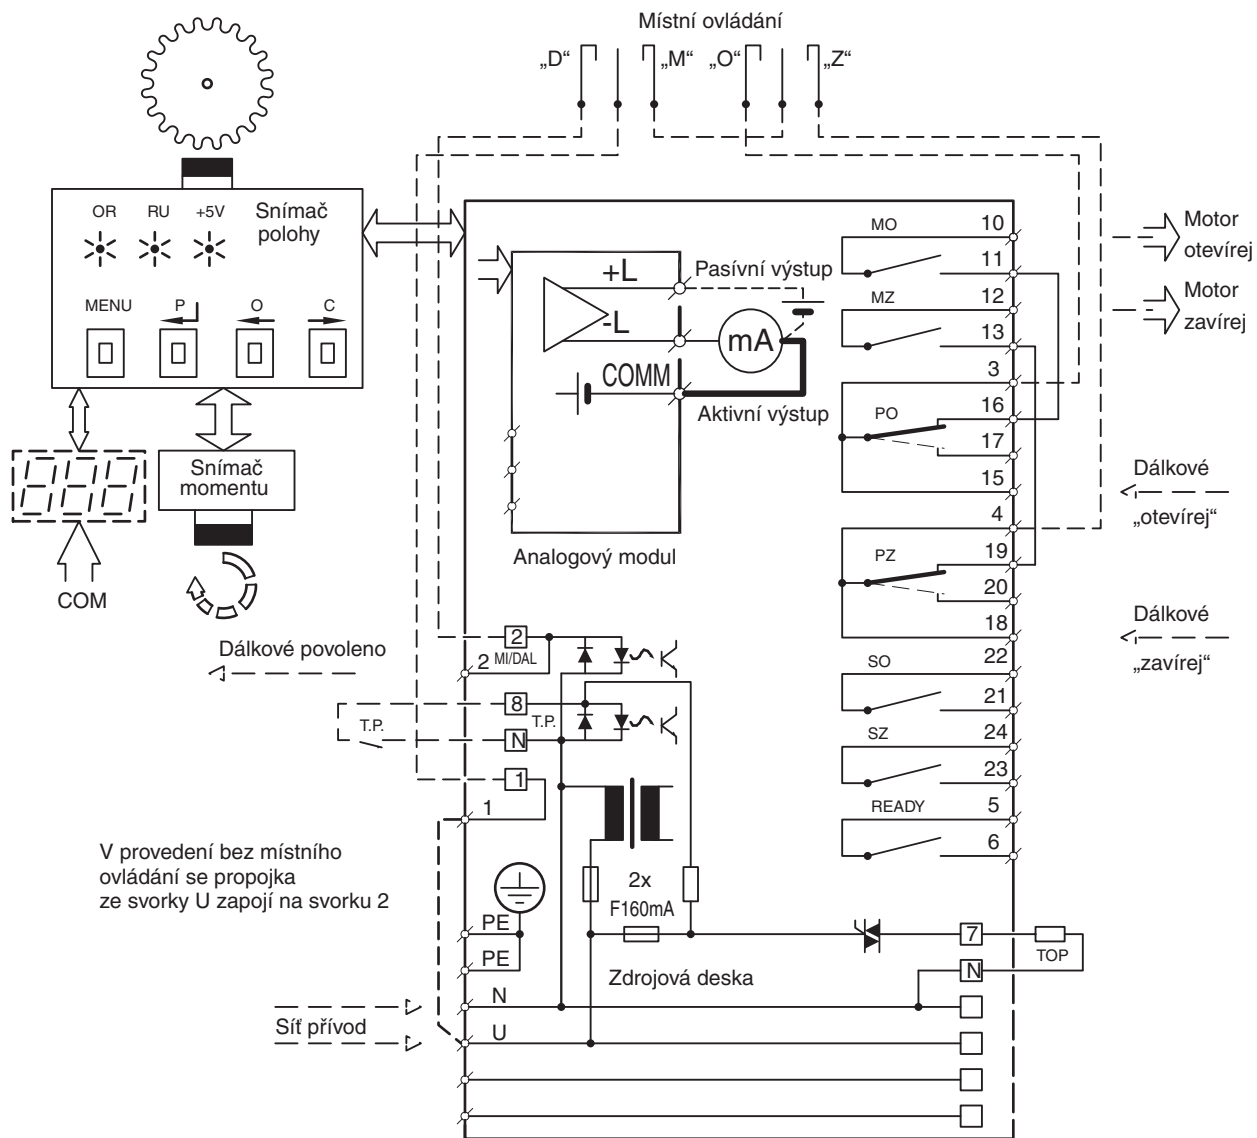 Místní ovládání
„D“ „M“ „O“ „Z“
OR RU +5V Snímač
polohy
MENU P O C
Snímač
momentu
COM
+L
-L
COMM
Pasívní výstup
mA
Aktivní výstup
Analogový modul
MO 10
11
MZ 12
13
3
PO 16
17
15
4
PZ 19
20
18
SO 22
21
SZ 24
23
READY 5
6
Motor
otevírej
Motor
zavírej
Dálkové
„otevírej“
Dálkové
„zavírej“
Dálkové povoleno
2
2 MI/DAL
8
T.P. T.P.
N
1
1
V provedení bez místního
ovládání se propojka
ze svorky U zapojí na svorku 2
2x
F160mA
PE
PE
7
TOP
N
Zdrojová deska
N
Síť přívod
U